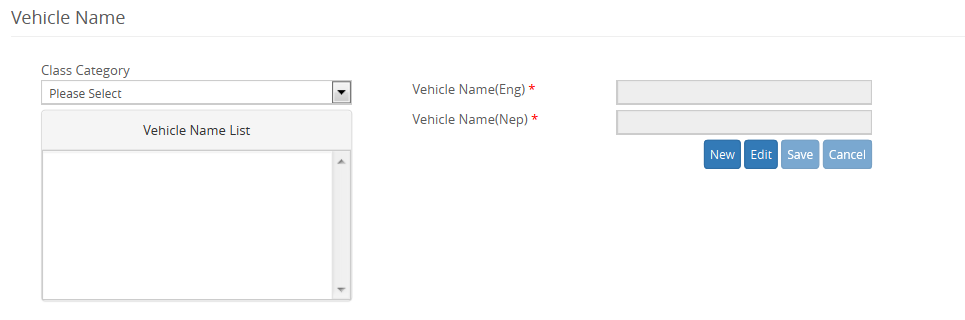 Vehicle Name
Class Category
Please Select
Vehicle Name List
Vehicle Name(Eng) *
Vehicle Name(Nep) *
New Edit Save Cancel